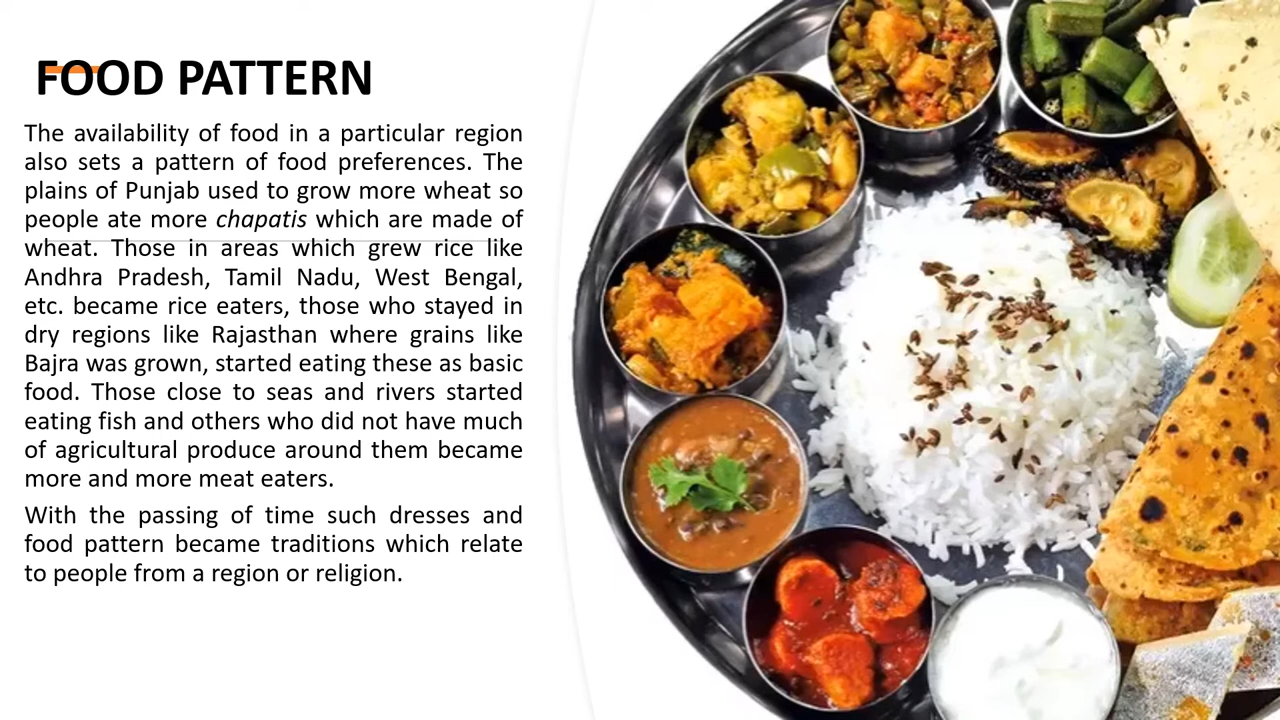 FOOD PATTERN
The availability of food in a particular region
also sets a pattern of food preferences. The
plains of Punjab used to grow more wheat so
people ate more chapatis which are made of
wheat. Those in areas which grew rice like
Andhra Pradesh, Tamil Nadu, West Bengal,
etc. became rice eaters, those who stayed in
dry regions like Rajasthan where grains like
Bajra was grown, started eating these as basic
food. Those close to seas and rivers started
eating fish and others who did not have much
of agricultural produce around them became
more and more meat eaters.
With the passing of time such dresses and
food pattern became traditions which relate
to people from a region or religion.